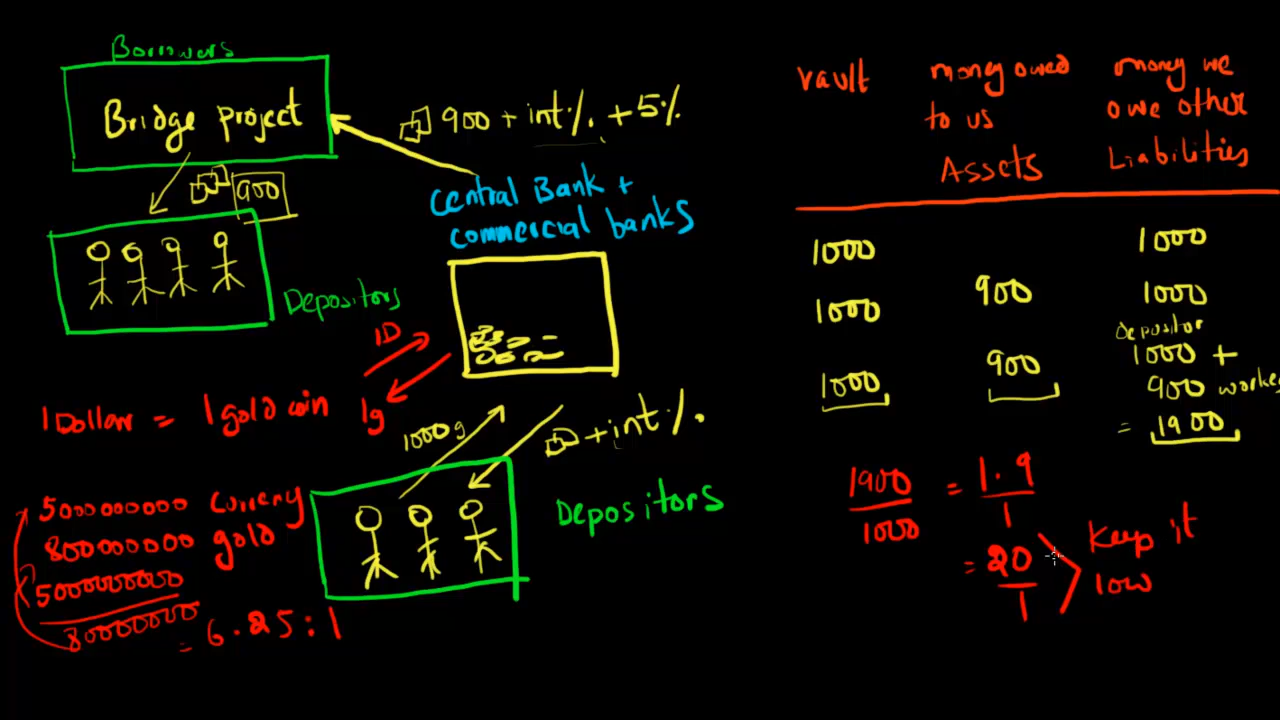 Borrowers
Bridge project
900 + int % + 5%
900
Central Bank +
commercial banks
Depositors
1D
1 Dollar = 1 gold coin
1g
1000 g
+ int %
Depositors
5000000000 currency
800000000 gold
5000000000
800000000
= 6.25:1
vault
money owed
to us
Assets
money we
owe other
Liabilities
1000 1000
1000 900 1000
depositor
1000 900 1000 +
900 worker
= 1900
1900
1000
= 1.9
1
= 20
1
Keep it
low